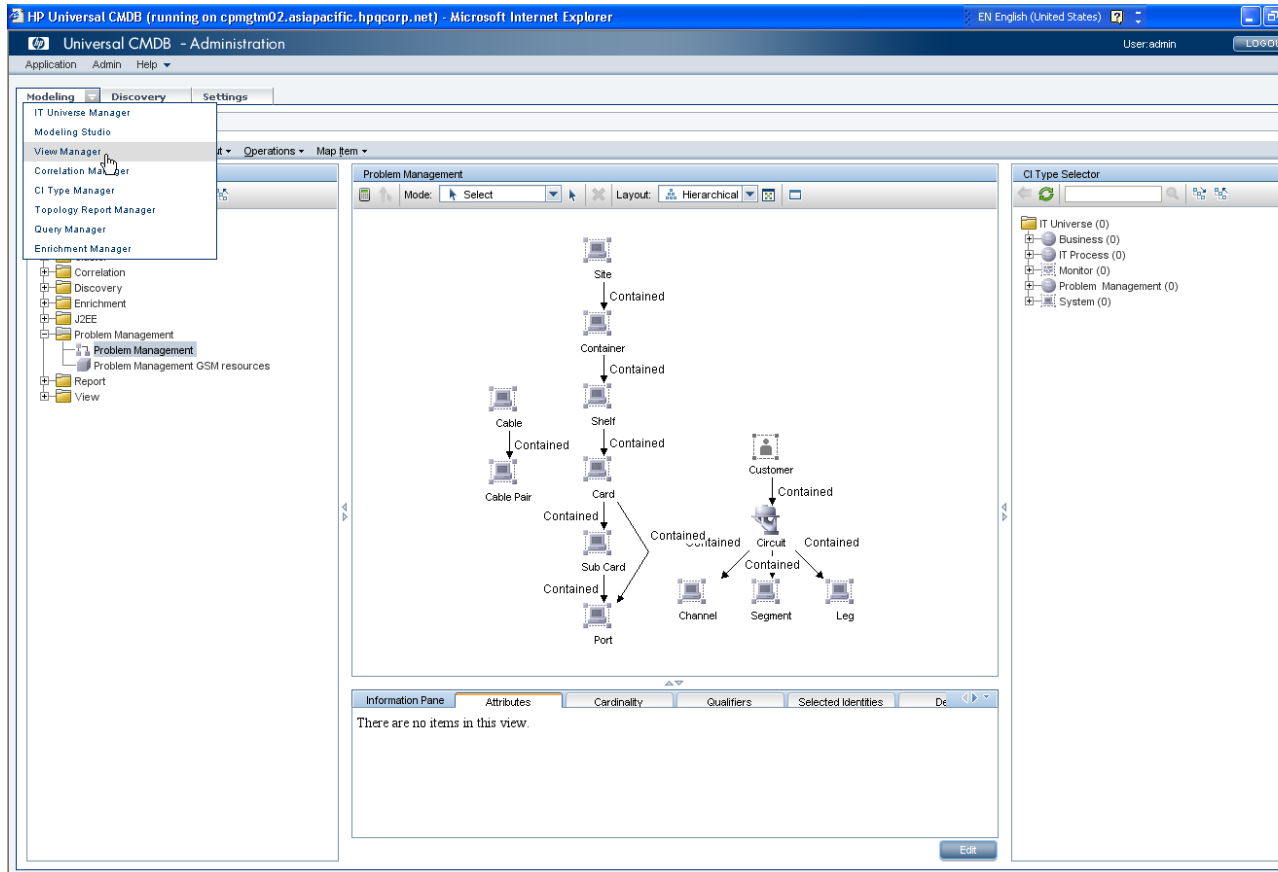 HP Universal CMDB (running on cpmgtm02.asiapacific.hpqcorp.net) - Microsoft Internet Explorer
EN English (United States)
Universal CMDB - Administration
User:admin
Application Admin Help
Modeling Discovery Settings
IT Universe Manager
Modeling Studio
View Manager
Operations Map Item
Correlation Manager
CI Type Manager
Topology Report Manager
Query Manager
Enrichment Manager
Correlation
Discovery
Enrichment
J2EE
Problem Management
Problem Management
Problem Management GSM resources
Report
View
Problem Management
Mode: Select Layout: Hierarchical
Site
Contained
Container
Contained
Shelf
Cable
Contained
Contained
Card
Cable Pair
Contained
Contained
Sub Card
Contained
Port
Customer
Contained
Circuit
Contained
Contained
Channel
Segment
Leg
Information Pane Attributes Cardinality Qualifiers Selected Identities De
There are no items in this view.
Edit
CI Type Selector
IT Universe (0)
Business (0)
IT Process (0)
Monitor (0)
Problem Management (0)
System (0)